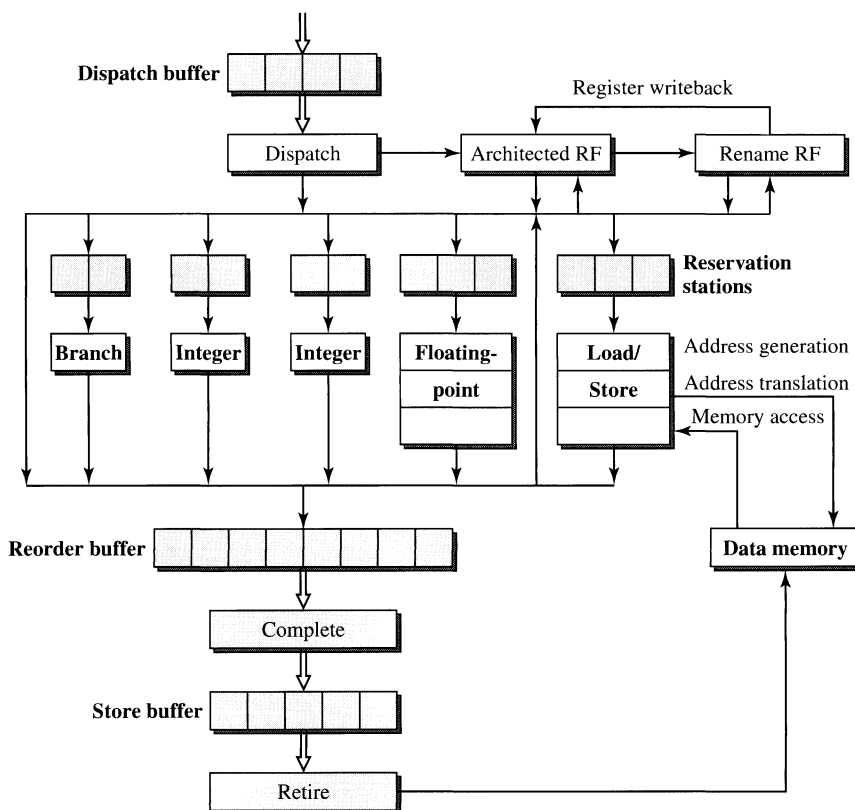 Dispatch buffer
Register writeback
Dispatch
Architected RF
Rename RF
Reservation
stations
Branch
Integer
Integer
Floating-
point
Load/
Store
Address generation
Address translation
Memory access
Reorder buffer
Data memory
Complete
Store buffer
Retire